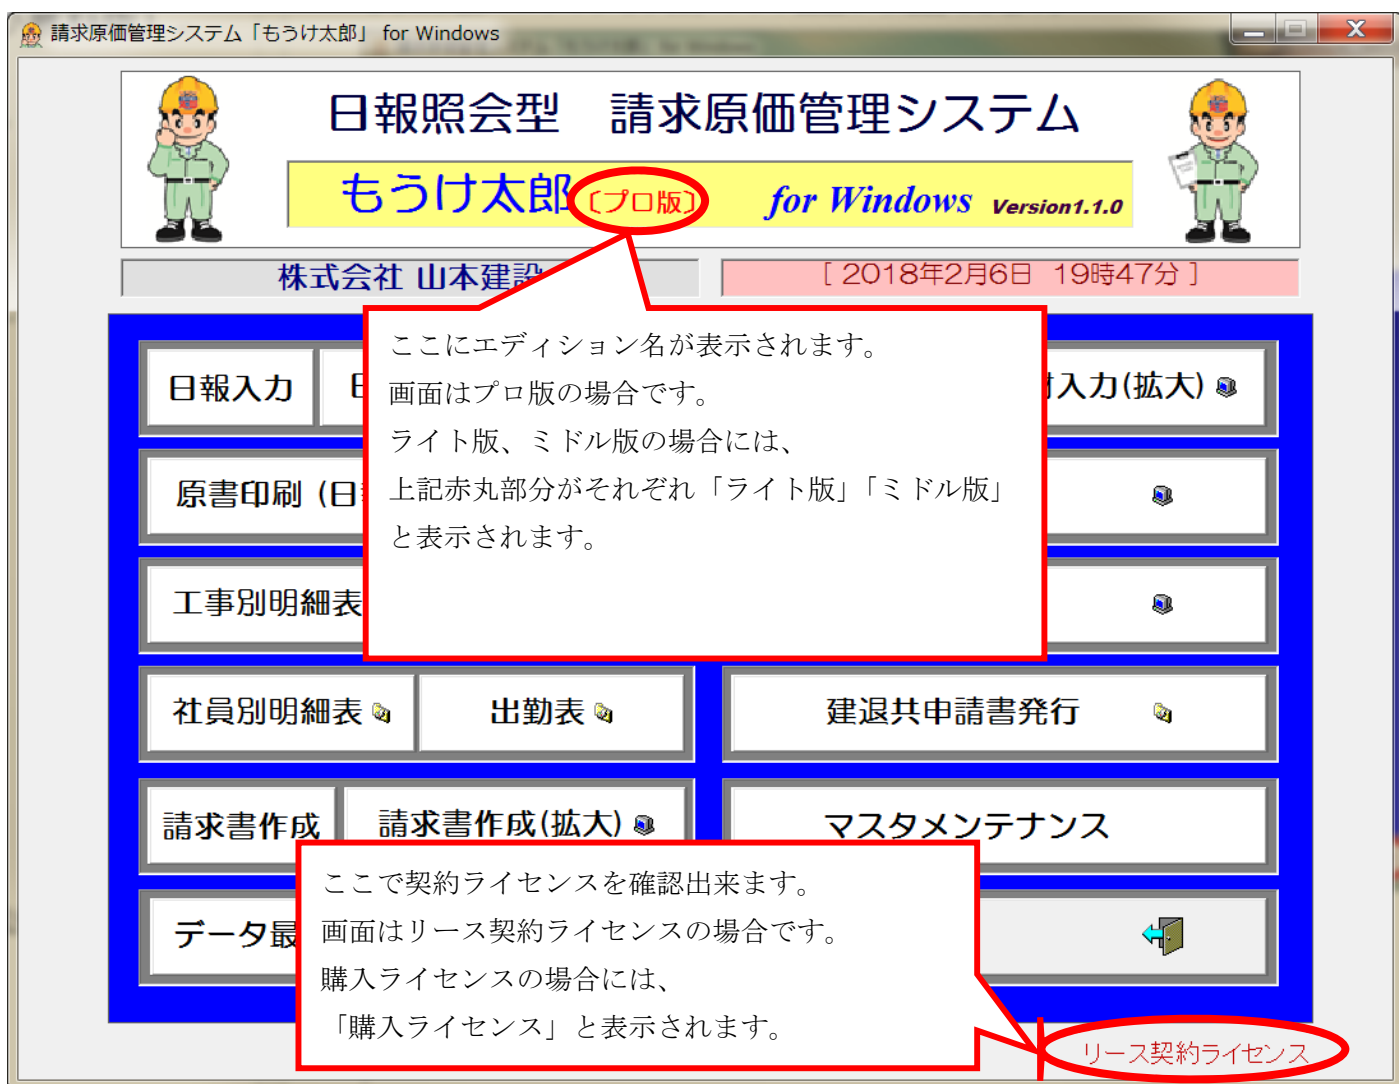 請求原価管理システム「もうけ太郎」 for Windows
日報照会型　請求原価管理システム
もうけ太郎〔プロ版〕 for Windows Version1.1.0
株式会社 山本建設
[ 2018年2月6日 19時47分 ]
ここにエディション名が表示されます。
画面はプロ版の場合です。
ライト版、ミドル版の場合には、
上記赤丸部分がそれぞれ「ライト版」「ミドル版」
と表示されます。
日報入力
入力(拡大)
原書印刷 (日
工事別明細表
社員別明細表 出勤表 建退共申請書発行
請求書作成 請求書作成(拡大) マスタメンテナンス
データ最
ここで契約ライセンスを確認出来ます。
画面はリース契約ライセンスの場合です。
購入ライセンスの場合には、
「購入ライセンス」と表示されます。
リース契約ライセンス